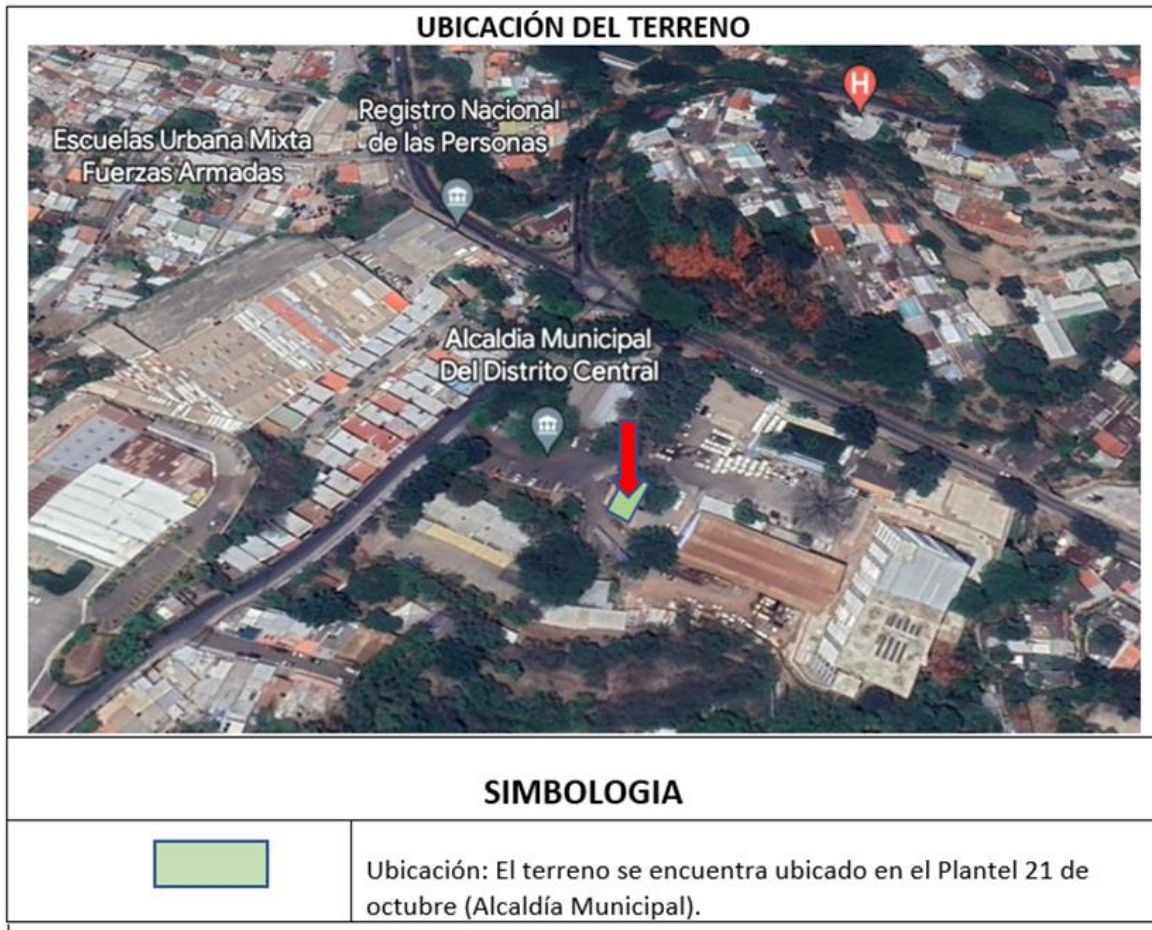 UBICACIÓN DEL TERRENO
Registro Nacional
de las Personas
Escuelas Urbana Mixta
Fuerzas Armadas
H
Alcaldia Municipal
Del Distrito Central
SIMBOLOGIA
Ubicación: El terreno se encuentra ubicado en el Plantel 21 de
octubre (Alcaldía Municipal).